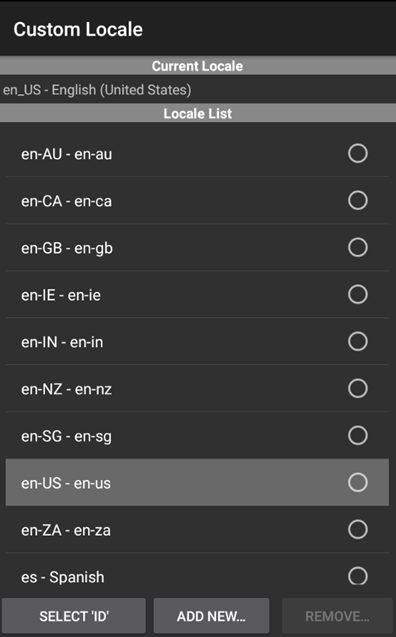 Custom Locale
Current Locale
en_US - English (United States)
Locale List
en-AU - en-au
en-CA - en-ca
en-GB - en-gb
en-IE - en-ie
en-IN - en-in
en-NZ - en-nz
en-SG - en-sg
en-US - en-us
en-ZA - en-za
es - Spanish
SELECT 'ID'
ADD NEW...
REMOVE...